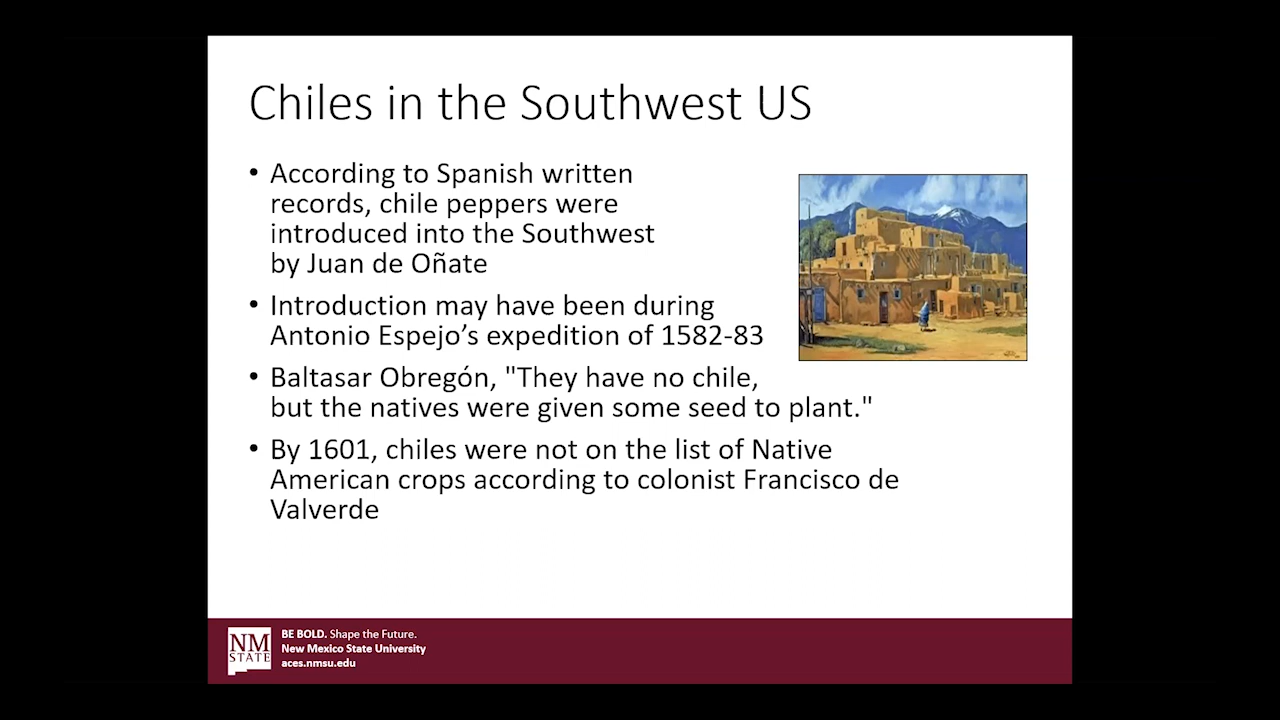 Chiles in the Southwest US
• According to Spanish written
records, chile peppers were
introduced into the Southwest
by Juan de Oñate
• Introduction may have been during
Antonio Espejo’s expedition of 1582-83
• Baltasar Obregón, "They have no chile,
but the natives were given some seed to plant."
• By 1601, chiles were not on the list of Native
American crops according to colonist Francisco de
Valverde
NM
STATE
BE BOLD. Shape the Future.
New Mexico State University
aces.nmsu.edu